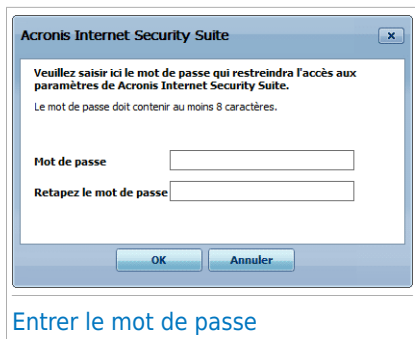 Acronis Internet Security Suite
x
Veuillez saisir ici le mot de passe qui restreindra l'accès aux
paramètres de Acronis Internet Security Suite.
Le mot de passe doit contenir au moins 8 caractères.
Mot de passe
Retapez le mot de passe
OK Annuler
Entrer le mot de passe